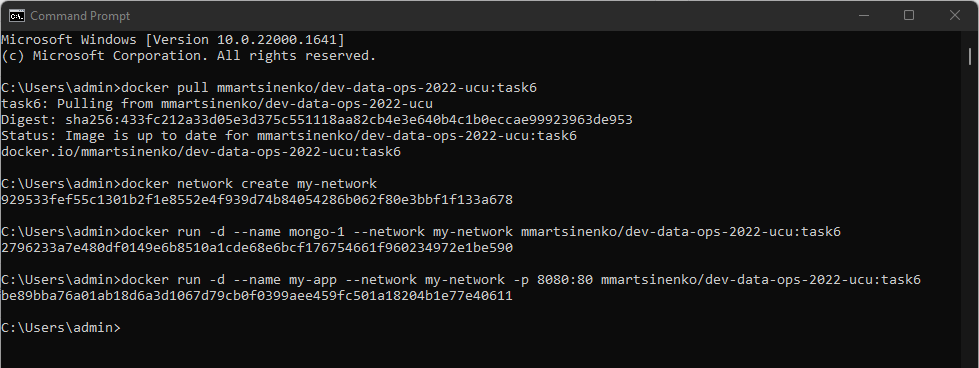 Command Prompt
Microsoft Windows [Version 10.0.22000.1641]
(c) Microsoft Corporation. All rights reserved.
C:\Users\admin>docker pull mmartsinenko/dev-data-ops-2022-ucu:task6
task6: Pulling from mmartsinenko/dev-data-ops-2022-ucu
Digest: sha256:433fc212a33d05e3d375c551118aa82cb4e3e640b4c1b0eccae99923963de953
Status: Image is up to date for mmartsinenko/dev-data-ops-2022-ucu:task6
docker.io/mmartsinenko/dev-data-ops-2022-ucu:task6
C:\Users\admin>docker network create my-network
929533fef55c1301b2f1e8552e4f939d74b84054286b062f80e3bbf1f133a678
C:\Users\admin>docker run -d --name mongo-1 --network my-network mmartsinenko/dev-data-ops-2022-ucu:task6
2796233a7e480df0149e6b8510a1cde68e6bcf176754661f960234972e1be590
C:\Users\admin>docker run -d --name my-app --network my-network -p 8080:80 mmartsinenko/dev-data-ops-2022-ucu:task6
be89bba76a01ab18d6a3d1067d79cb0f0399aee459fc501a18204b1e77e40611
C:\Users\admin>